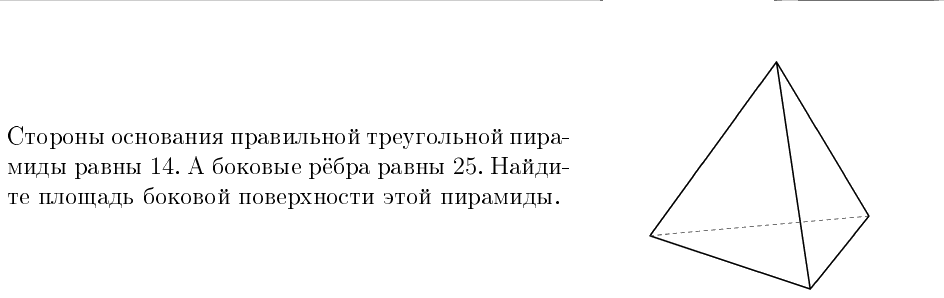 Стороны основания правильной треугольной пира-
миды равны 14. А боковые рёбра равны 25. Найди-
те площадь боковой поверхности этой пирамиды.